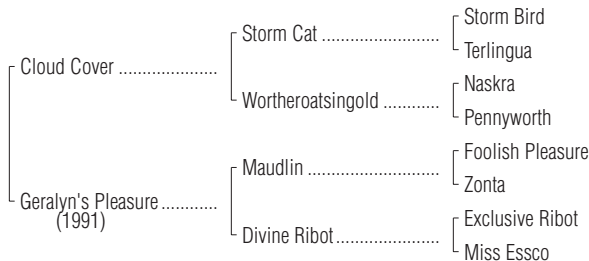 Storm Bird
Storm Cat ........................
Terlingua
Cloud Cover ....................
Naskra
Wortheroatsingold ............
Pennyworth
Foolish Pleasure
Maudlin ...........................
Zonta
Geralyn's Pleasure ...........
(1991)
Exclusive Ribot
Divine Ribot.....................
Miss Essco